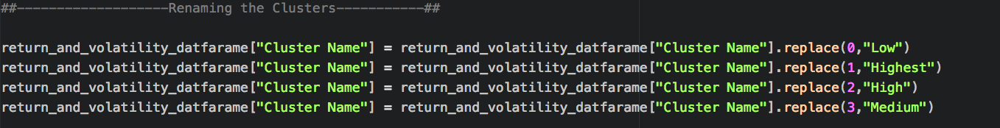 ##-------------------Renaming the Clusters-----------##
return_and_volatility_datfarame["Cluster Name"] = return_and_volatility_datfarame["Cluster Name"].replace(0,"Low")
return_and_volatility_datfarame["Cluster Name"] = return_and_volatility_datfarame["Cluster Name"].replace(1,"Highest")
return_and_volatility_datfarame["Cluster Name"] = return_and_volatility_datfarame["Cluster Name"].replace(2,"High")
return_and_volatility_datfarame["Cluster Name"] = return_and_volatility_datfarame["Cluster Name"].replace(3,"Medium")